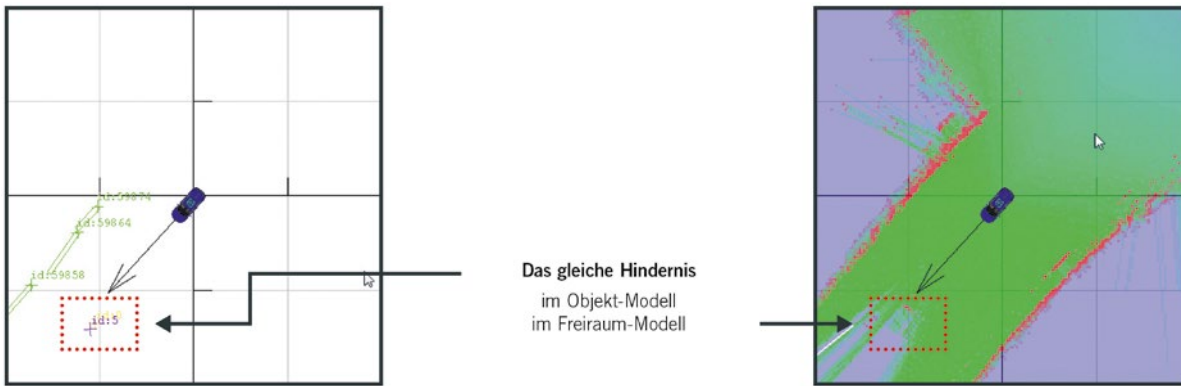 id:59874
id:59864
id:59858
id:5
Das gleiche Hindernis
im Objekt-Modell
im Freiraum-Modell